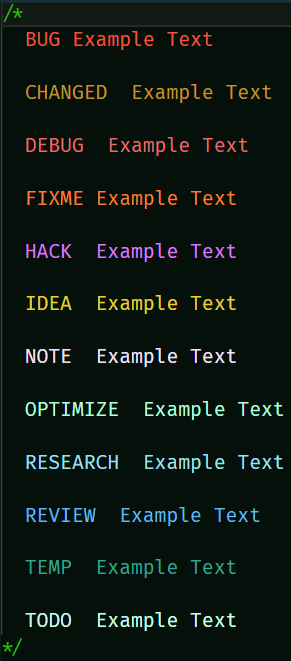 /*
BUG Example Text
CHANGED  Example Text
DEBUG  Example Text
FIXME Example Text
HACK  Example Text
IDEA  Example Text
NOTE  Example Text
OPTIMIZE  Example Text
RESEARCH  Example Text
REVIEW  Example Text
TEMP  Example Text
TODO  Example Text
*/